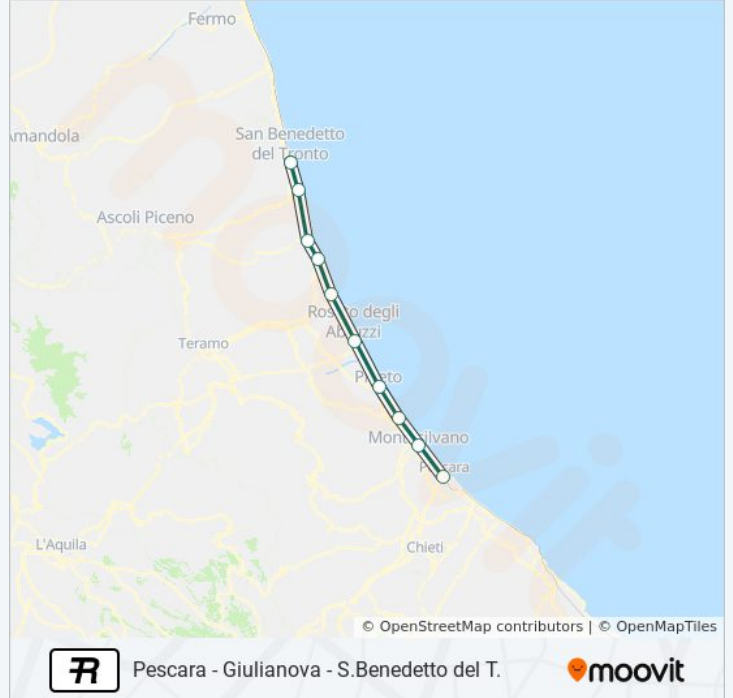 Fermo
mandola
San Benedetto
del Tronto
Ascoli Piceno
Roseto degli
Abruzzi
Teramo
Pineto
Montesilvano
Pescara
L'Aquila
Chieti
© OpenStreetMap contributors | © OpenMapTiles
R
Pescara - Giulianova - S.Benedetto del T.
moovit